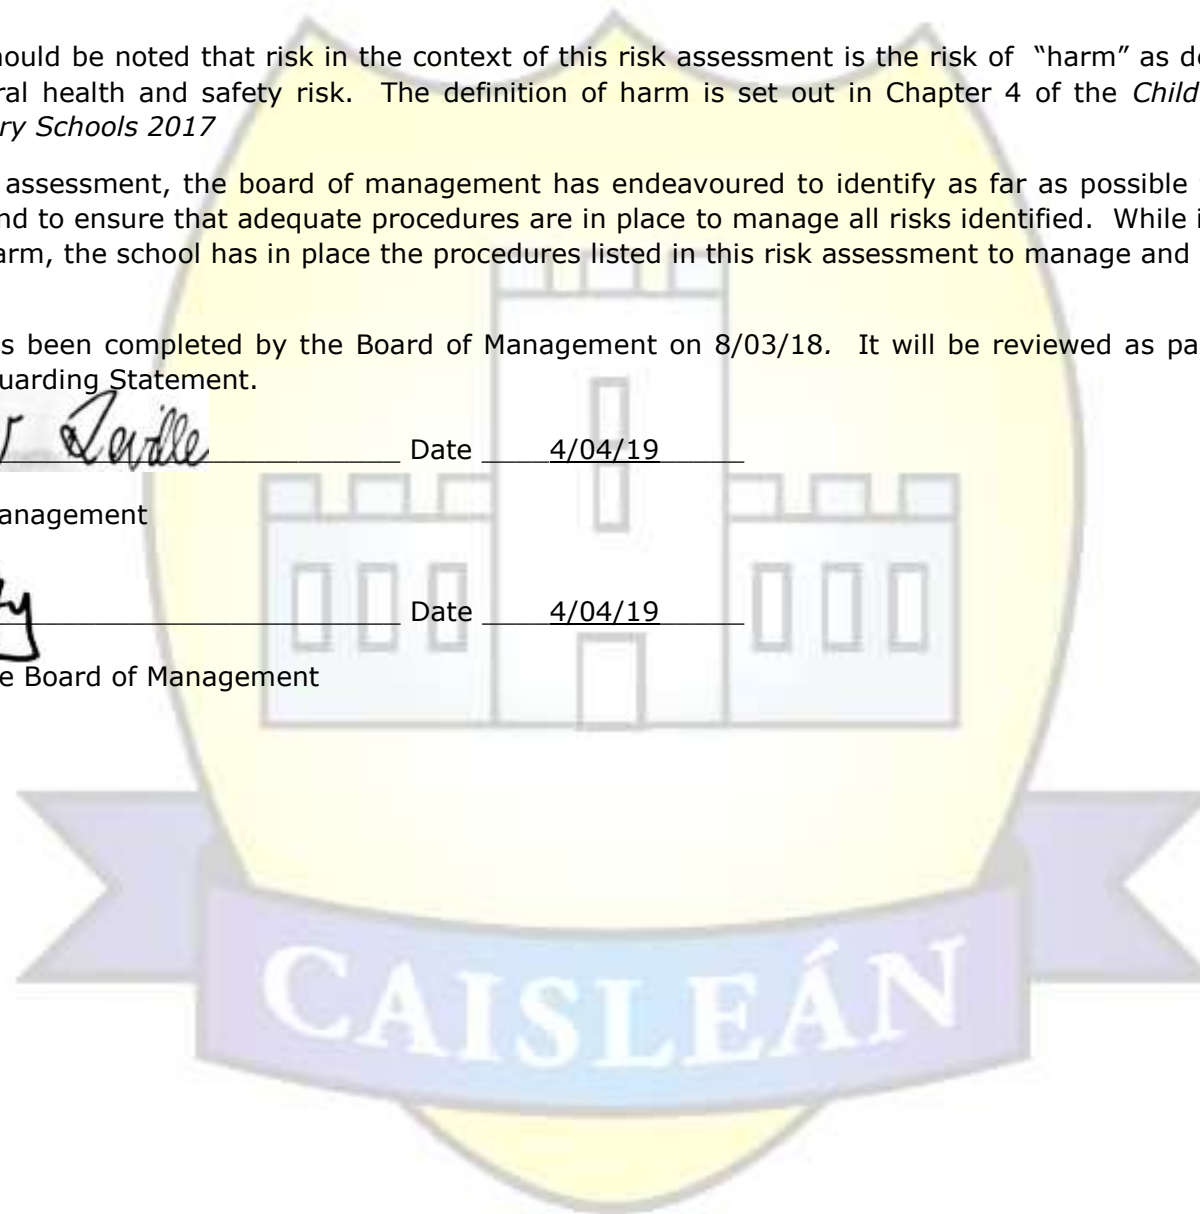 ould be noted that risk in the context of this risk assessment is the risk of “harm” as de
ral health and safety risk. The definition of harm is set out in Chapter 4 of the Child
ry Schools 2017
assessment, the board of management has endeavoured to identify as far as possible
nd to ensure that adequate procedures are in place to manage all risks identified. While i
arm, the school has in place the procedures listed in this risk assessment to manage and
s been completed by the Board of Management on 8/03/18. It will be reviewed as pa
uarding Statement.
Date 4/04/19
anagement
Date 4/04/19
e Board of Management
CAISLEÁN